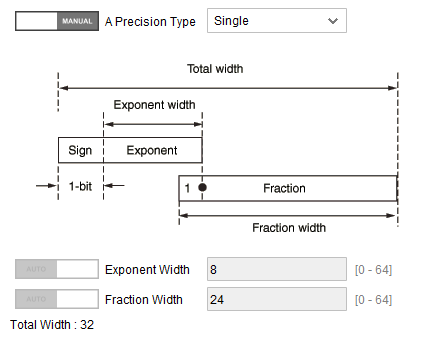 MANUAL A Precision Type Single
Total width
Exponent width
Sign Exponent
1-bit 1 Fraction
Fraction width
AUTO Exponent Width 8 [0 - 64]
AUTO Fraction Width 24 [0 - 64]
Total Width : 32